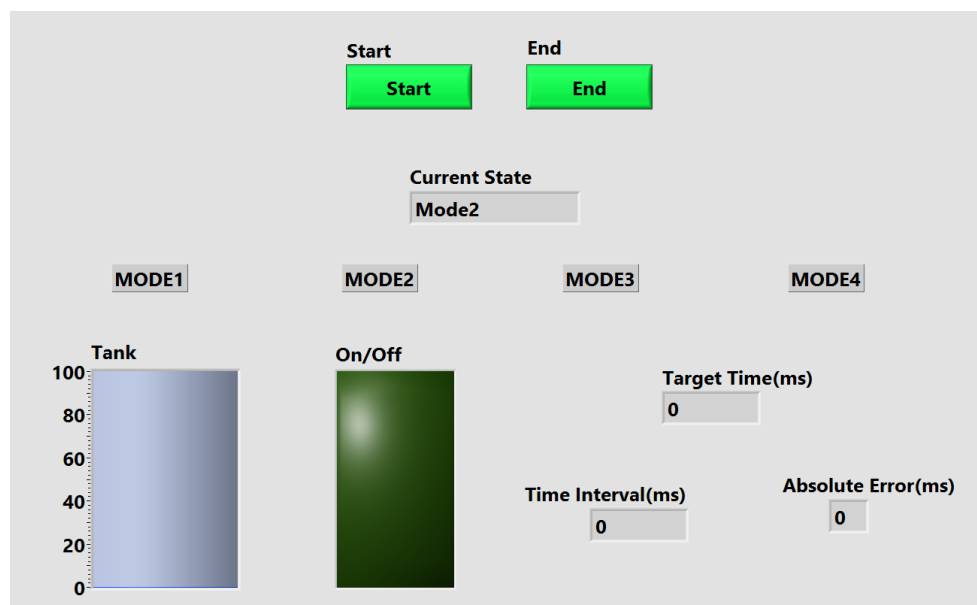 Start
End
Start
End
Current State
Mode2
MODE1
MODE2
MODE3
MODE4
Tank
100
80
60
40
20
0
On/Off
Target Time(ms)
0
Time Interval(ms)
0
Absolute Error(ms)
0